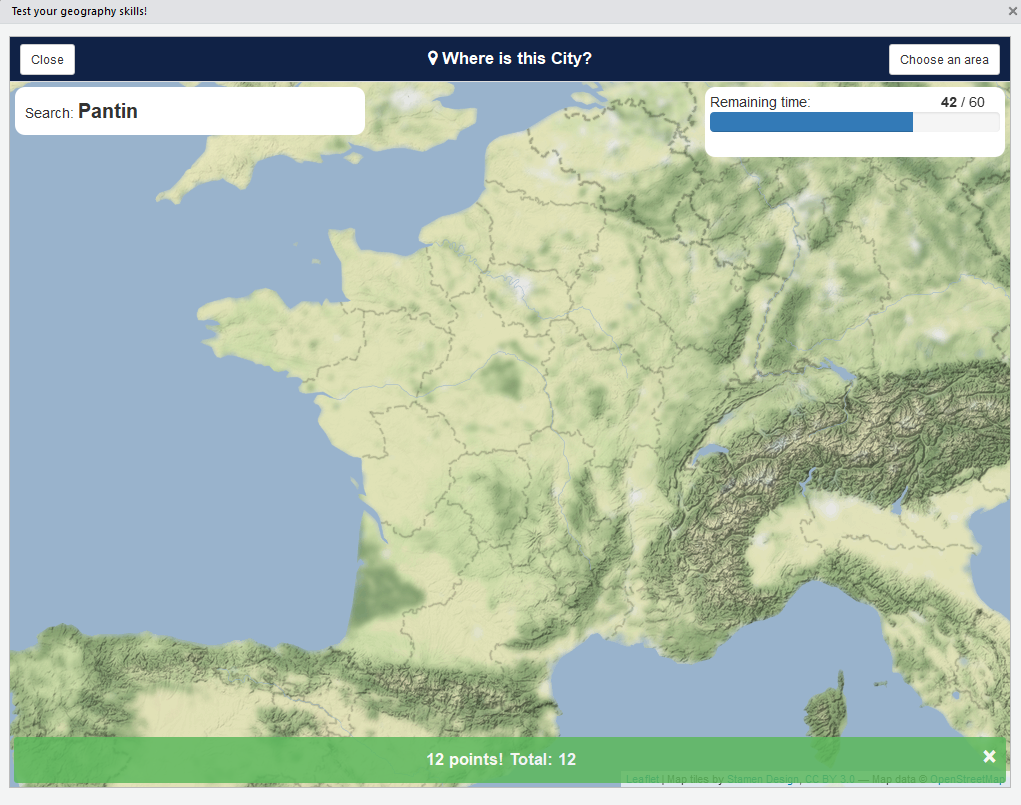 Test your geography skills!
Close
Where is this City?
Choose an area
Search: Pantin
Remaining time: 42 / 60
12 points! Total: 12
Leaflet | Map tiles by Stamen Design, CC BY 3.0 — Map data © OpenStreetMap